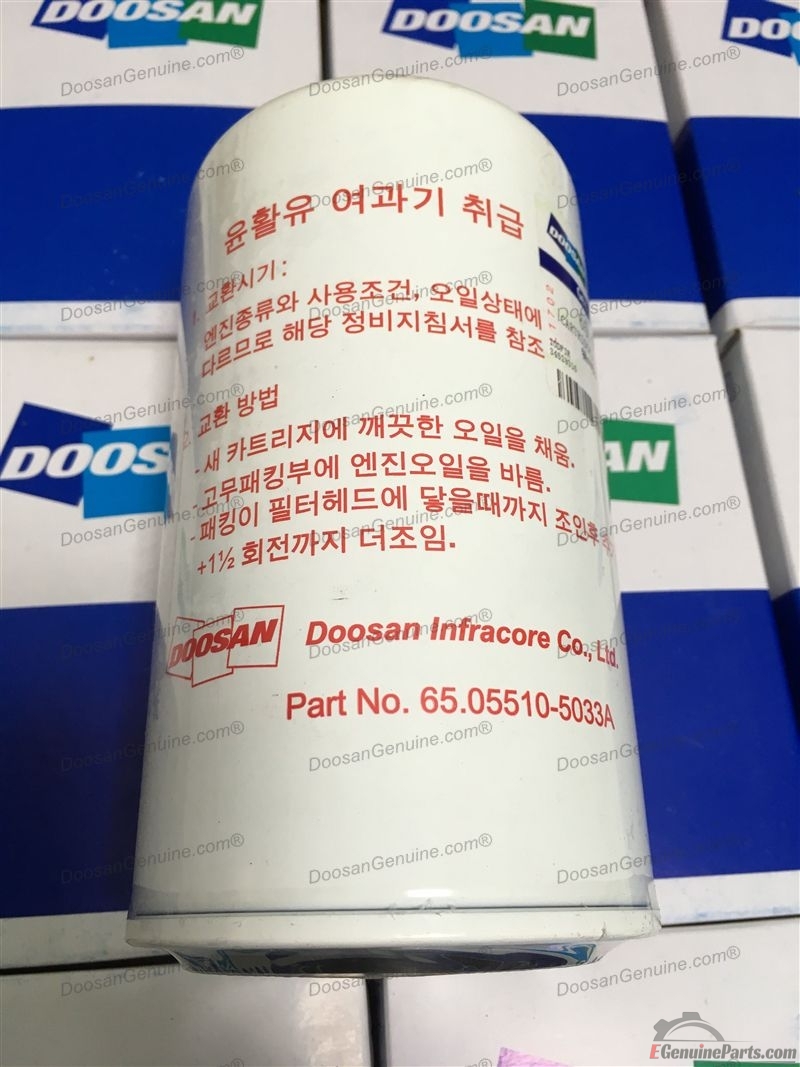 DOOSAN
DOOSAN
DOOSAN
윤활유 여과기 취급
1. 교환시기 :
엔진종류와 사용조건, 오일상태에
다르므로 해당 정비지침서를 참조
2. 교환 방법
- 새 카트리지에 깨끗한 오일을 채움.
- 고무패킹부에 엔진오일을 바름.
- 패킹이 필터헤드에 닿을때까지 조인후
+1½ 회전까지 더조임.
DOOSAN
DOOSAN Doosan Infracore Co., Ltd.
Part No. 65.05510-5033A
DOOSAN
DoosanGenuine.com®
EGenuineParts.com